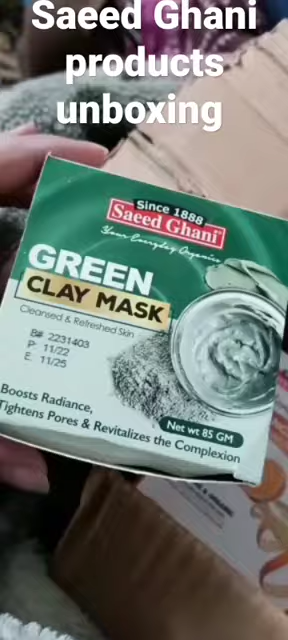 Saeed Ghani
products
unboxing
Since 1888
Saeed Ghani
Your Everyday Organics
GREEN
CLAY MASK
Cleansed & Refreshed Skin
B# 2231403
P: 11/22
E: 11/25
Boosts Radiance,
Tightens Pores & Revitalizes the Complexion
Net wt 85 GM